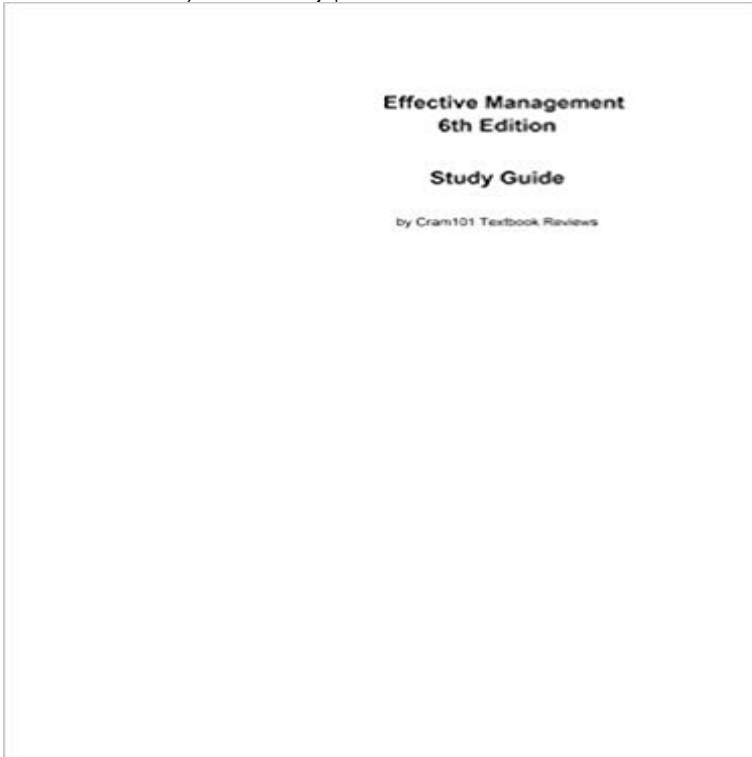 Effective Management
6th Edition
Study Guide
by Cram101 Textbook Reviews